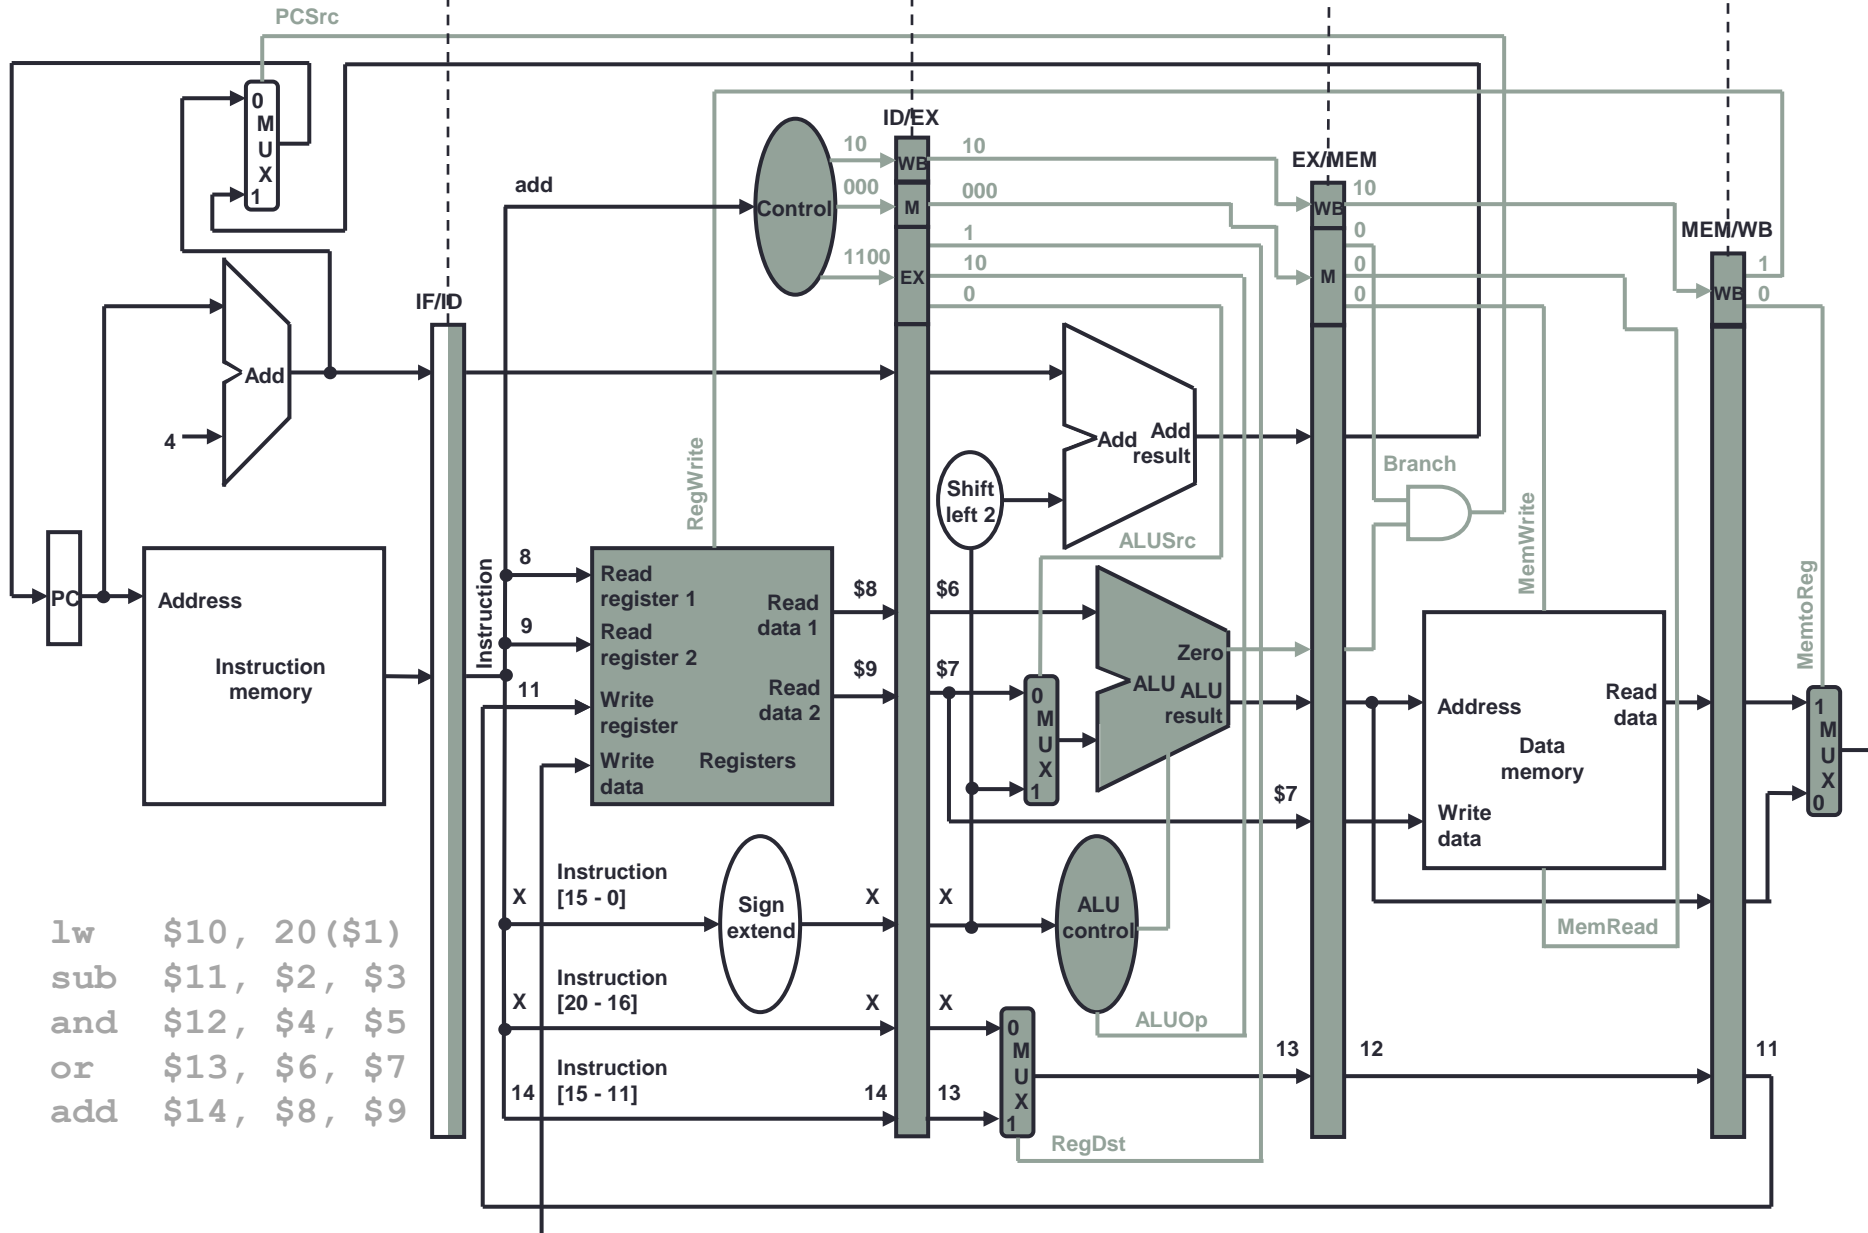 PCSrc
0
M
U
X
1
ID/EX
10
WB
10
EX/MEM
10
WB
add
Control
000
M
000
0
MEM/WB
1100
EX
1
10
0
M
0
0
1
WB
0
IF/ID
Add
4
Add
Add
result
RegWrite
Shift
left 2
Branch
ALUSrc
MemWrite
MemtoReg
PC
Address
Instruction
memory
Instruction
8
Read
register 1
9
Read
register 2
11
Write
register
Write
data
Registers
Read
data 1
Read
data 2
$8
$6
$9
$7
0
M
U
X
1
Zero
ALU
ALU
result
$7
Address
Read
data
Data
memory
Write
data
1
M
U
X
0
X
Instruction
[15 - 0]
Sign
extend
X
X
ALU
control
MemRead
X
Instruction
[20 - 16]
X
X
0
M
U
X
1
ALUOp
14
Instruction
[15 - 11]
14
13
13
12
11
RegDst
lw $10, 20($1)
sub $11, $2, $3
and $12, $4, $5
or $13, $6, $7
add $14, $8, $9